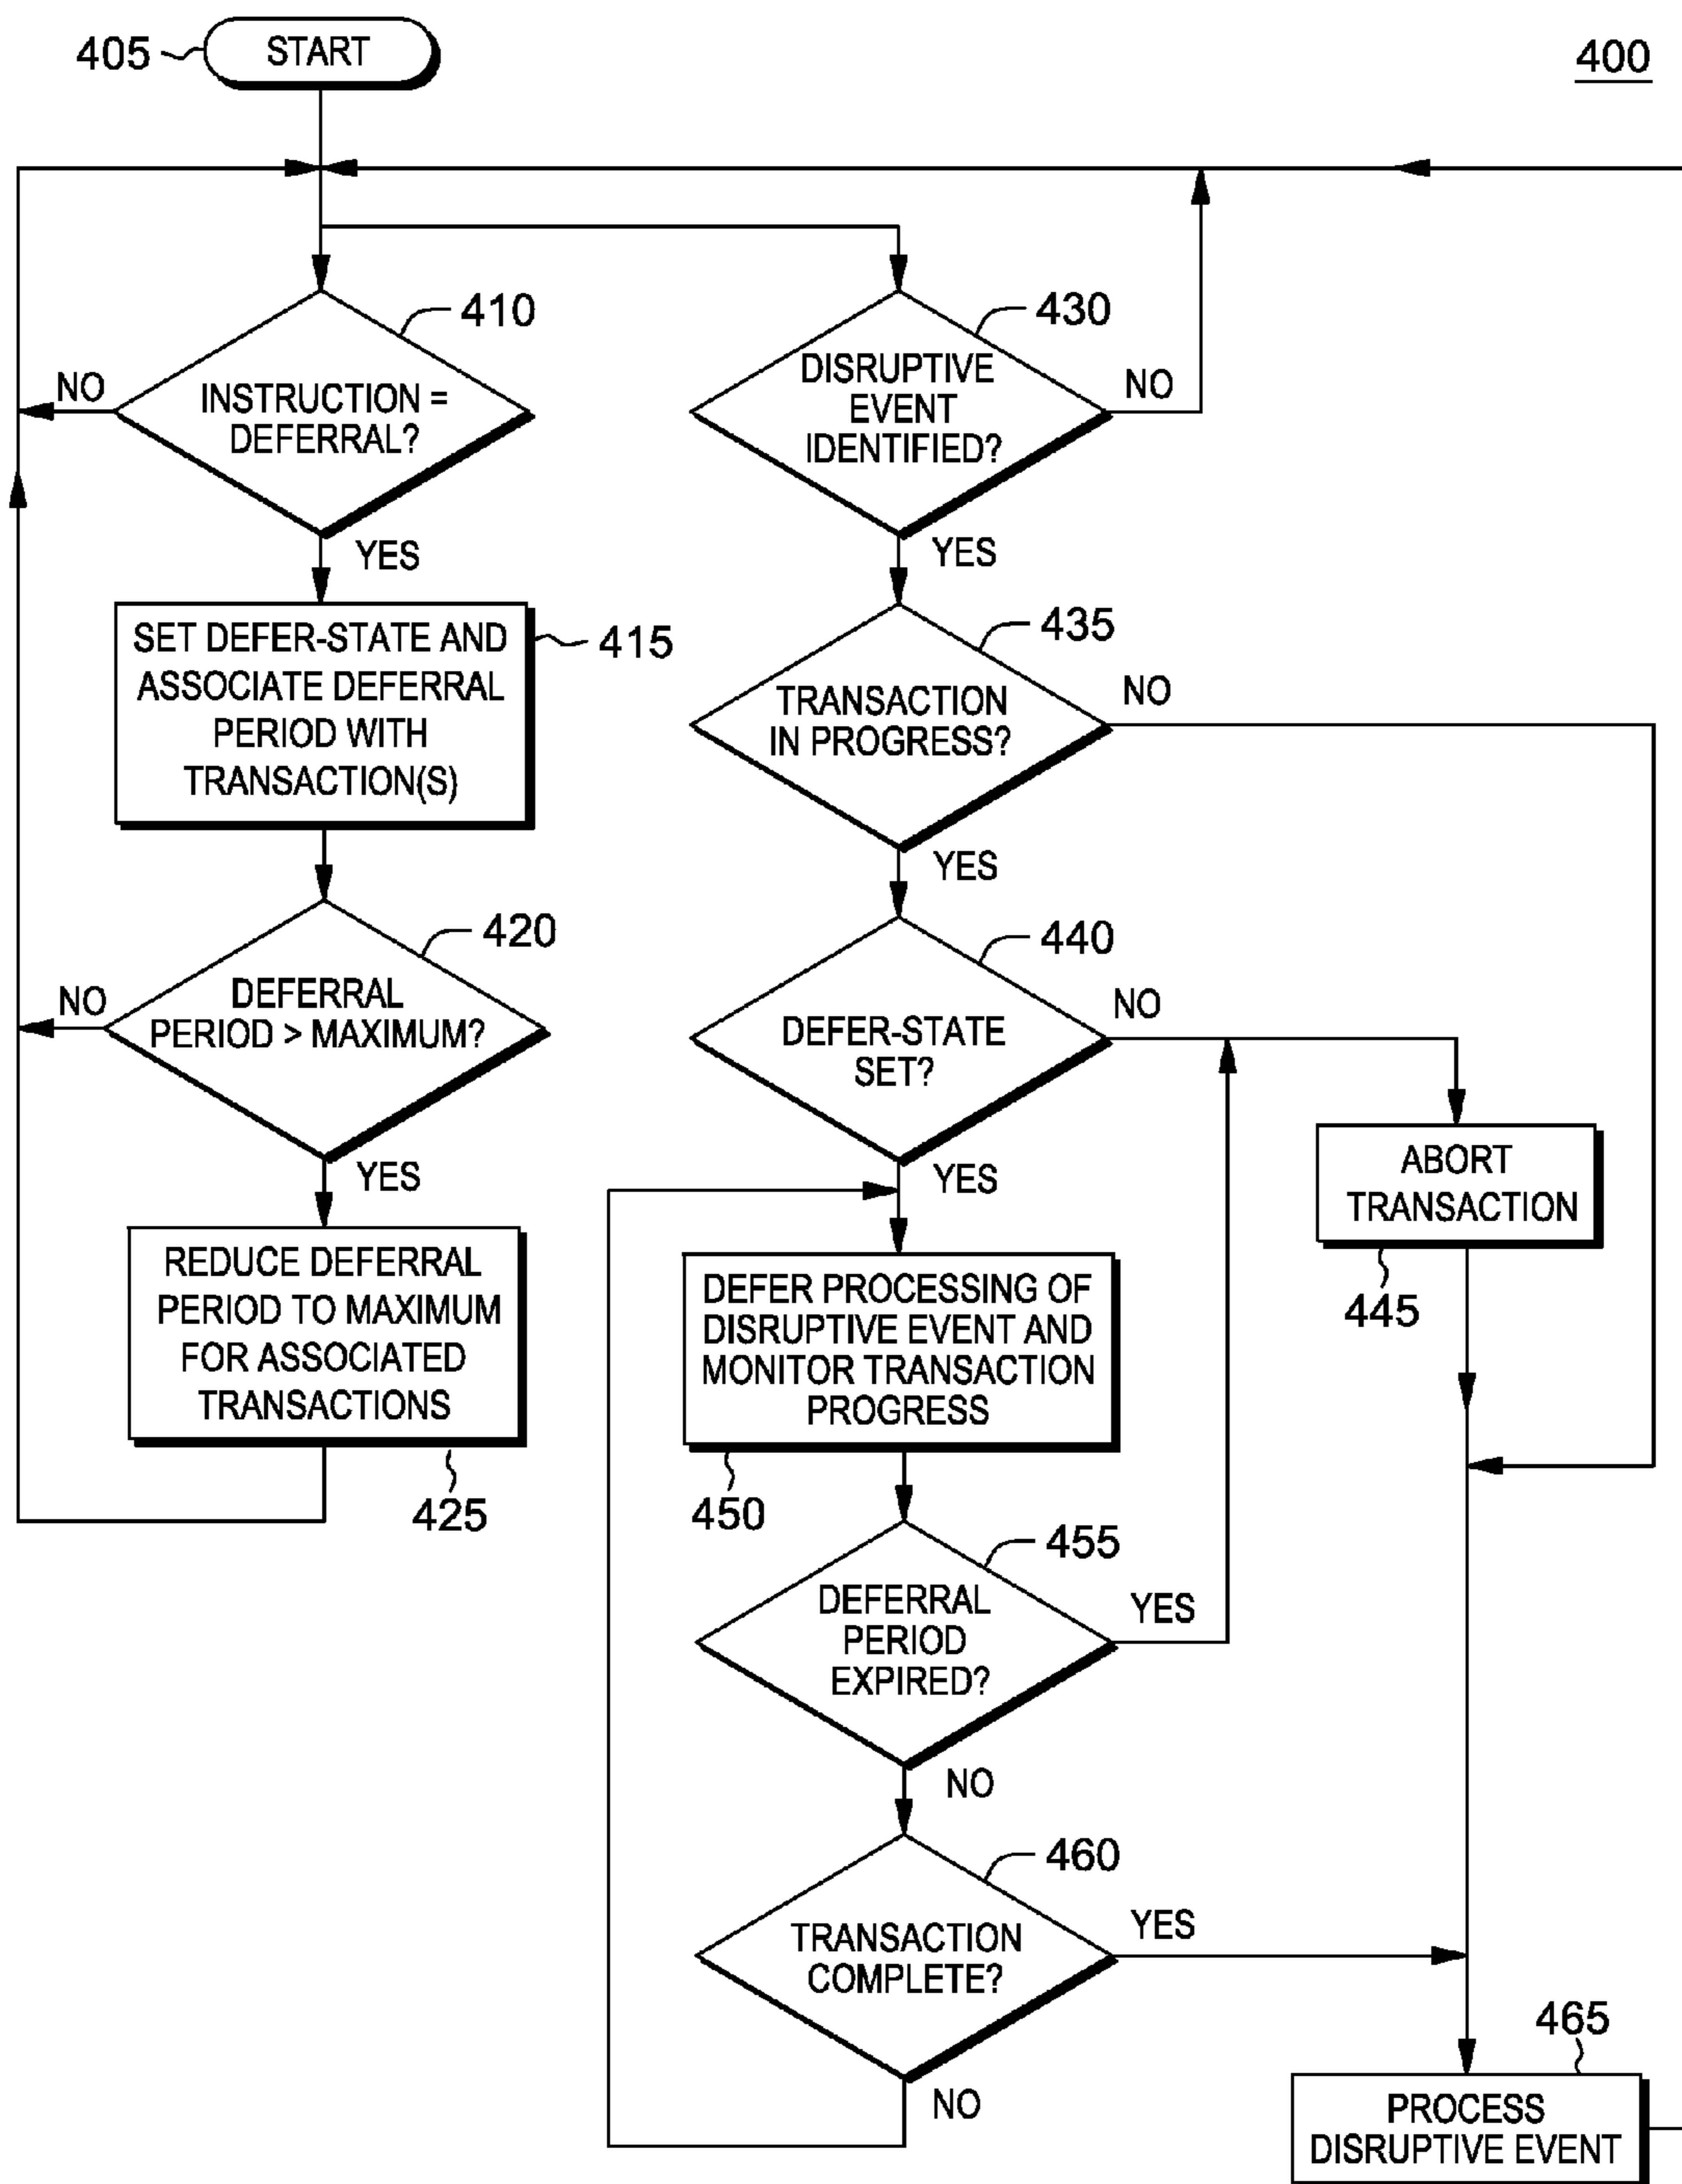 405
START
400
410
INSTRUCTION =
DEFERRAL?
NO
YES
SET DEFER-STATE AND
ASSOCIATE DEFERRAL
PERIOD WITH
TRANSACTION(S)
415
420
DEFERRAL
PERIOD > MAXIMUM?
NO
YES
REDUCE DEFERRAL
PERIOD TO MAXIMUM
FOR ASSOCIATED
TRANSACTIONS
425
430
DISRUPTIVE
EVENT
IDENTIFIED?
NO
YES
435
TRANSACTION
IN PROGRESS?
NO
YES
440
DEFER-STATE
SET?
NO
YES
ABORT
TRANSACTION
445
DEFER PROCESSING OF
DISRUPTIVE EVENT AND
MONITOR TRANSACTION
PROGRESS
450
455
DEFERRAL
PERIOD
EXPIRED?
YES
NO
460
TRANSACTION
COMPLETE?
YES
NO
465
PROCESS
DISRUPTIVE EVENT